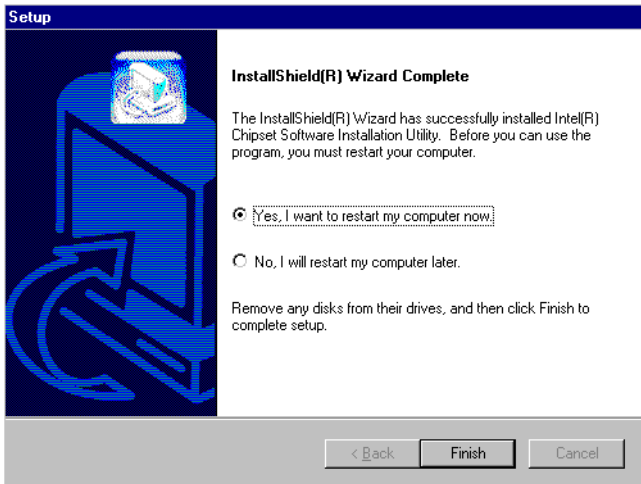 Setup
InstallShield(R) Wizard Complete
The InstallShield(R) Wizard has successfully installed Intel(R)
Chipset Software Installation Utility.  Before you can use the
program, you must restart your computer.
Yes, I want to restart my computer now.
No, I will restart my computer later.
Remove any disks from their drives, and then click Finish to
complete setup.
< Back
Finish
Cancel